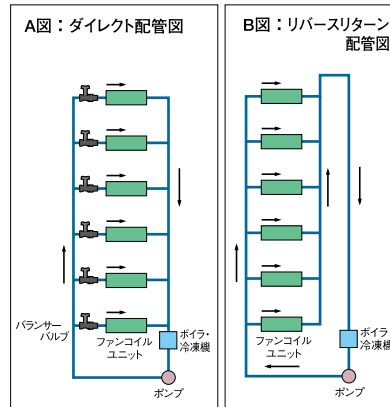 A図：ダイレクト配管図
バランサー
バルブ
ファンコイル
ユニット
ボイラ・
冷凍機
ポンプ
B図：リバースリターン
配管図
ファンコイル
ユニット
ボイラ・
冷凍機
ポンプ